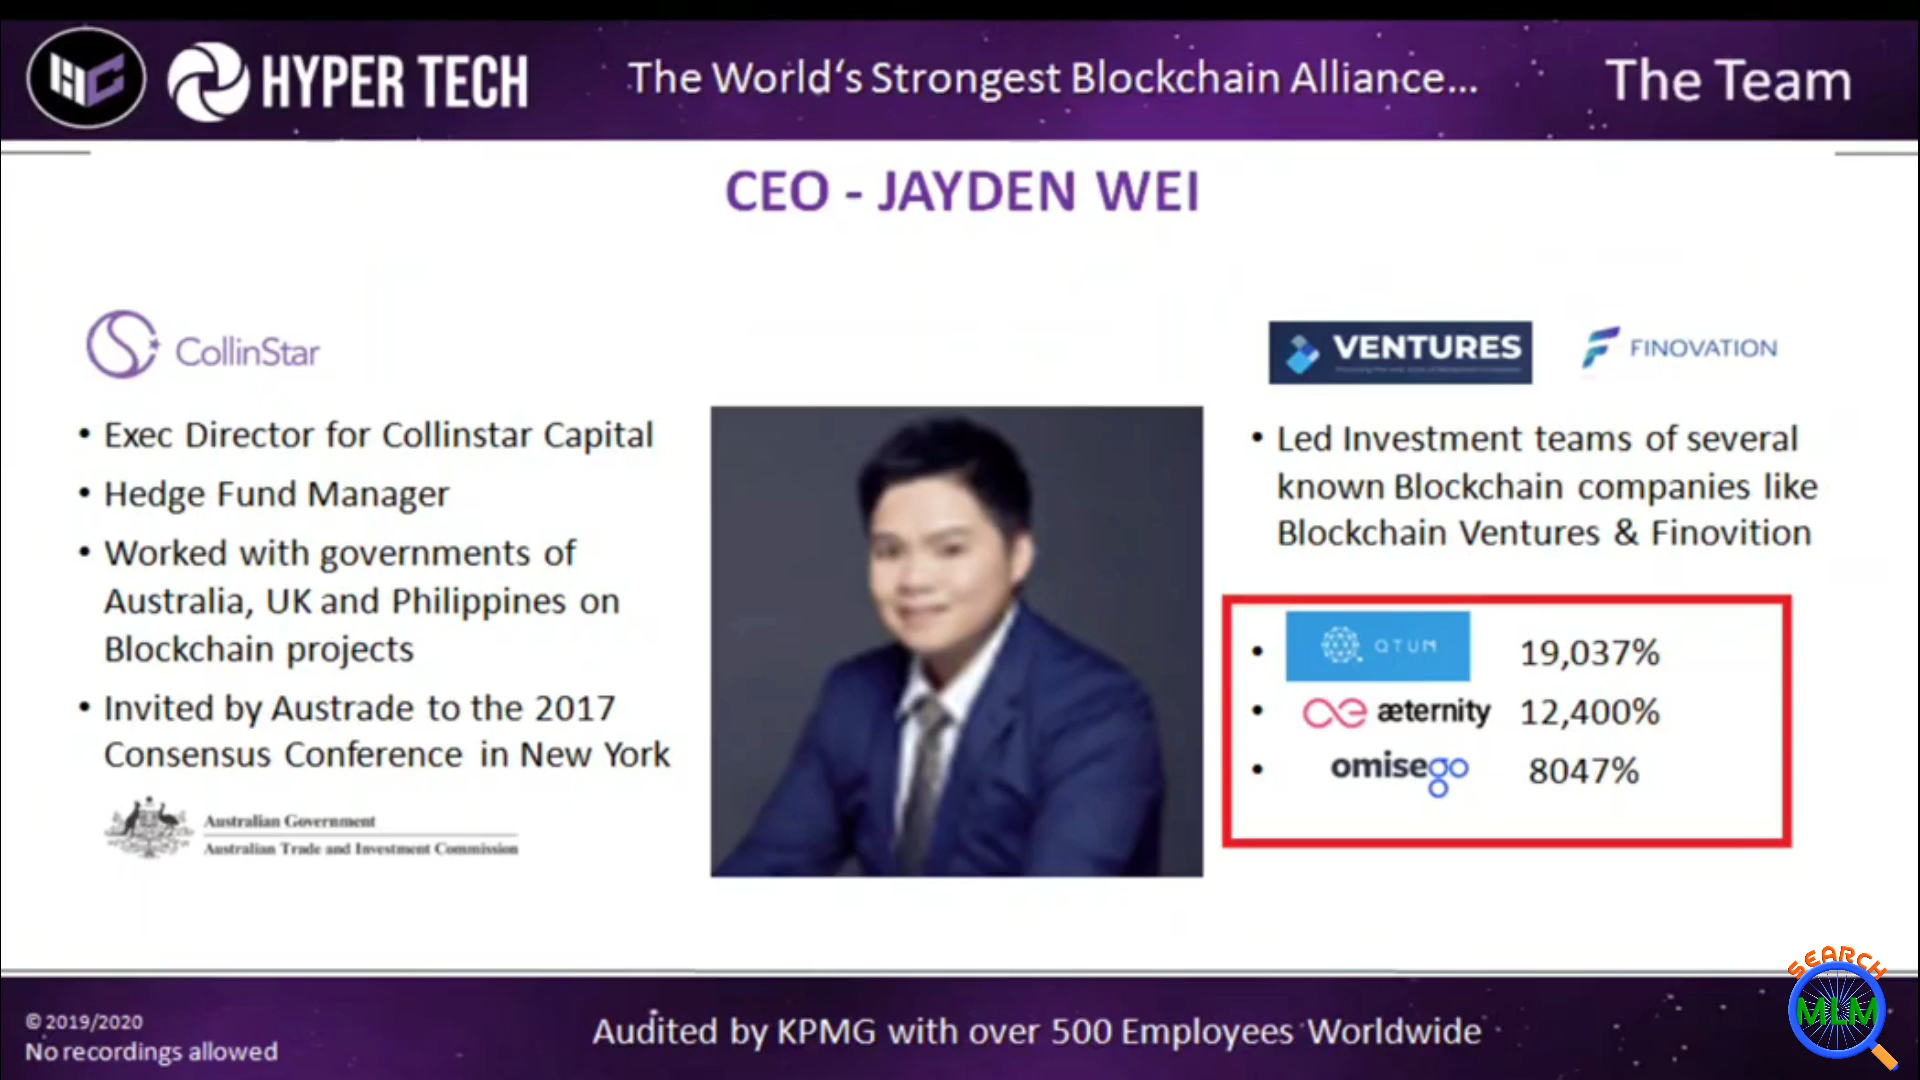 HC
HYPER TECH
The World's Strongest Blockchain Alliance...
The Team
CEO - JAYDEN WEI
CollinStar
• Exec Director for Collinstar Capital
• Hedge Fund Manager
• Worked with governments of
Australia, UK and Philippines on
Blockchain projects
• Invited by Austrade to the 2017
Consensus Conference in New York
Australian Government
Australian Trade and Investment Commission
VENTURES
FINOVATION
• Led Investment teams of several
known Blockchain companies like
Blockchain Ventures & Finovition
• QTUM 19,037%
• æternity 12,400%
• omisego 8047%
© 2019/2020
No recordings allowed
Audited by KPMG with over 500 Employees Worldwide
SEARCH
MLM